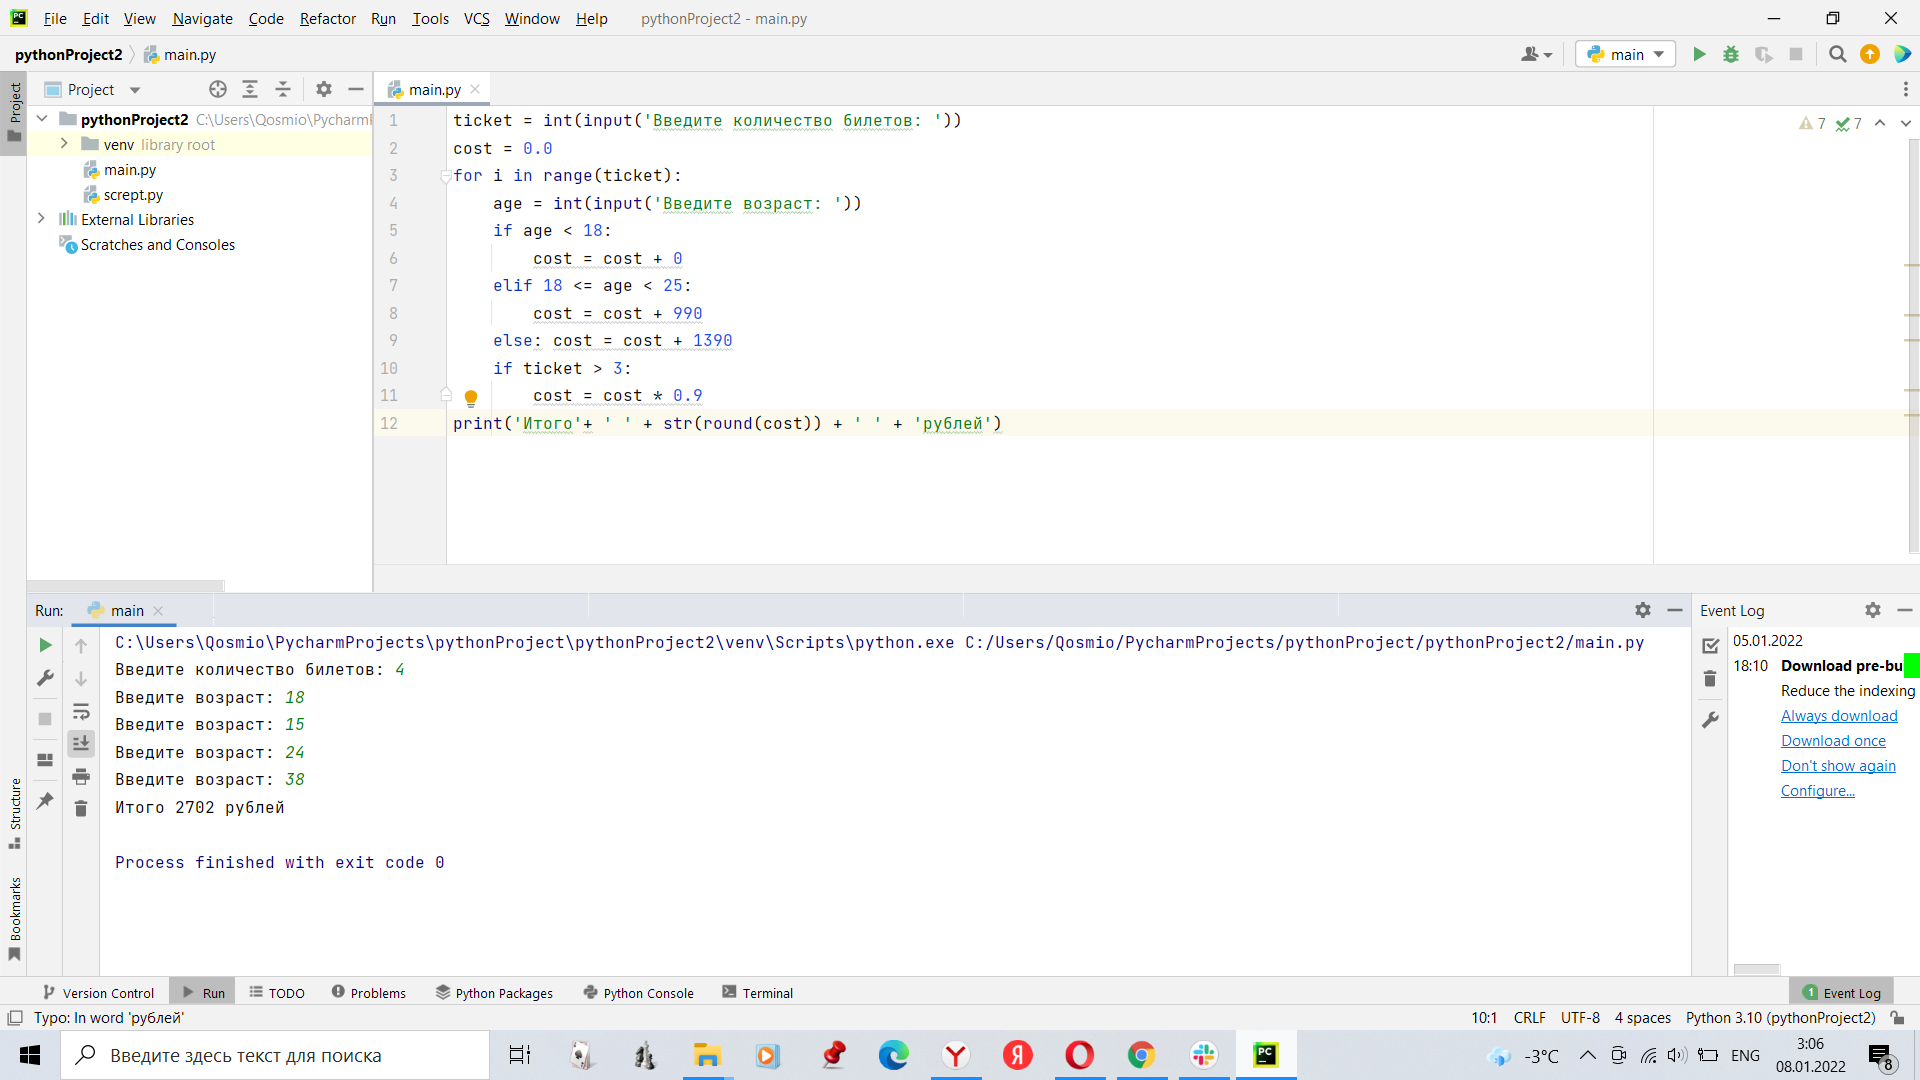 File Edit View Navigate Code Refactor Run Tools VCS Window Help pythonProject2 - main.py
pythonProject2 main.py main
Project
Project main.py
pythonProject2 C:\Users\Qosmio\Pycharm
venv library root
main.py
scrept.py
External Libraries
Scratches and Consoles
7 7
1 ticket = int(input('Введите количество билетов: '))
2 cost = 0.0
3 for i in range(ticket):
4 age = int(input('Введите возраст: '))
5 if age < 18:
6 cost = cost + 0
7 elif 18 <= age < 25:
8 cost = cost + 990
9 else: cost = cost + 1390
10 if ticket > 3:
11 cost = cost * 0.9
12 print('Итого'+ ' ' + str(round(cost)) + ' ' + 'рублей')
Run: main
C:\Users\Qosmio\PycharmProjects\pythonProject\pythonProject2\venv\Scripts\python.exe C:/Users/Qosmio/PycharmProjects/pythonProject/pythonProject2/main.py
Введите количество билетов: 4
Введите возраст: 18
Введите возраст: 15
Введите возраст: 24
Введите возраст: 38
Итого 2702 рублей
Process finished with exit code 0
Event Log
05.01.2022
18:10 Download pre-bu
Reduce the indexing
Always download
Download once
Don't show again
Configure...
Structure
Bookmarks
Version Control Run TODO Problems Python Packages Python Console Terminal 1 Event Log
Typo: In word 'рублей' 10:1 CRLF UTF-8 4 spaces Python 3.10 (pythonProject2)
Введите здесь текст для поиска
-3°C ENG 3:06
08.01.2022 8